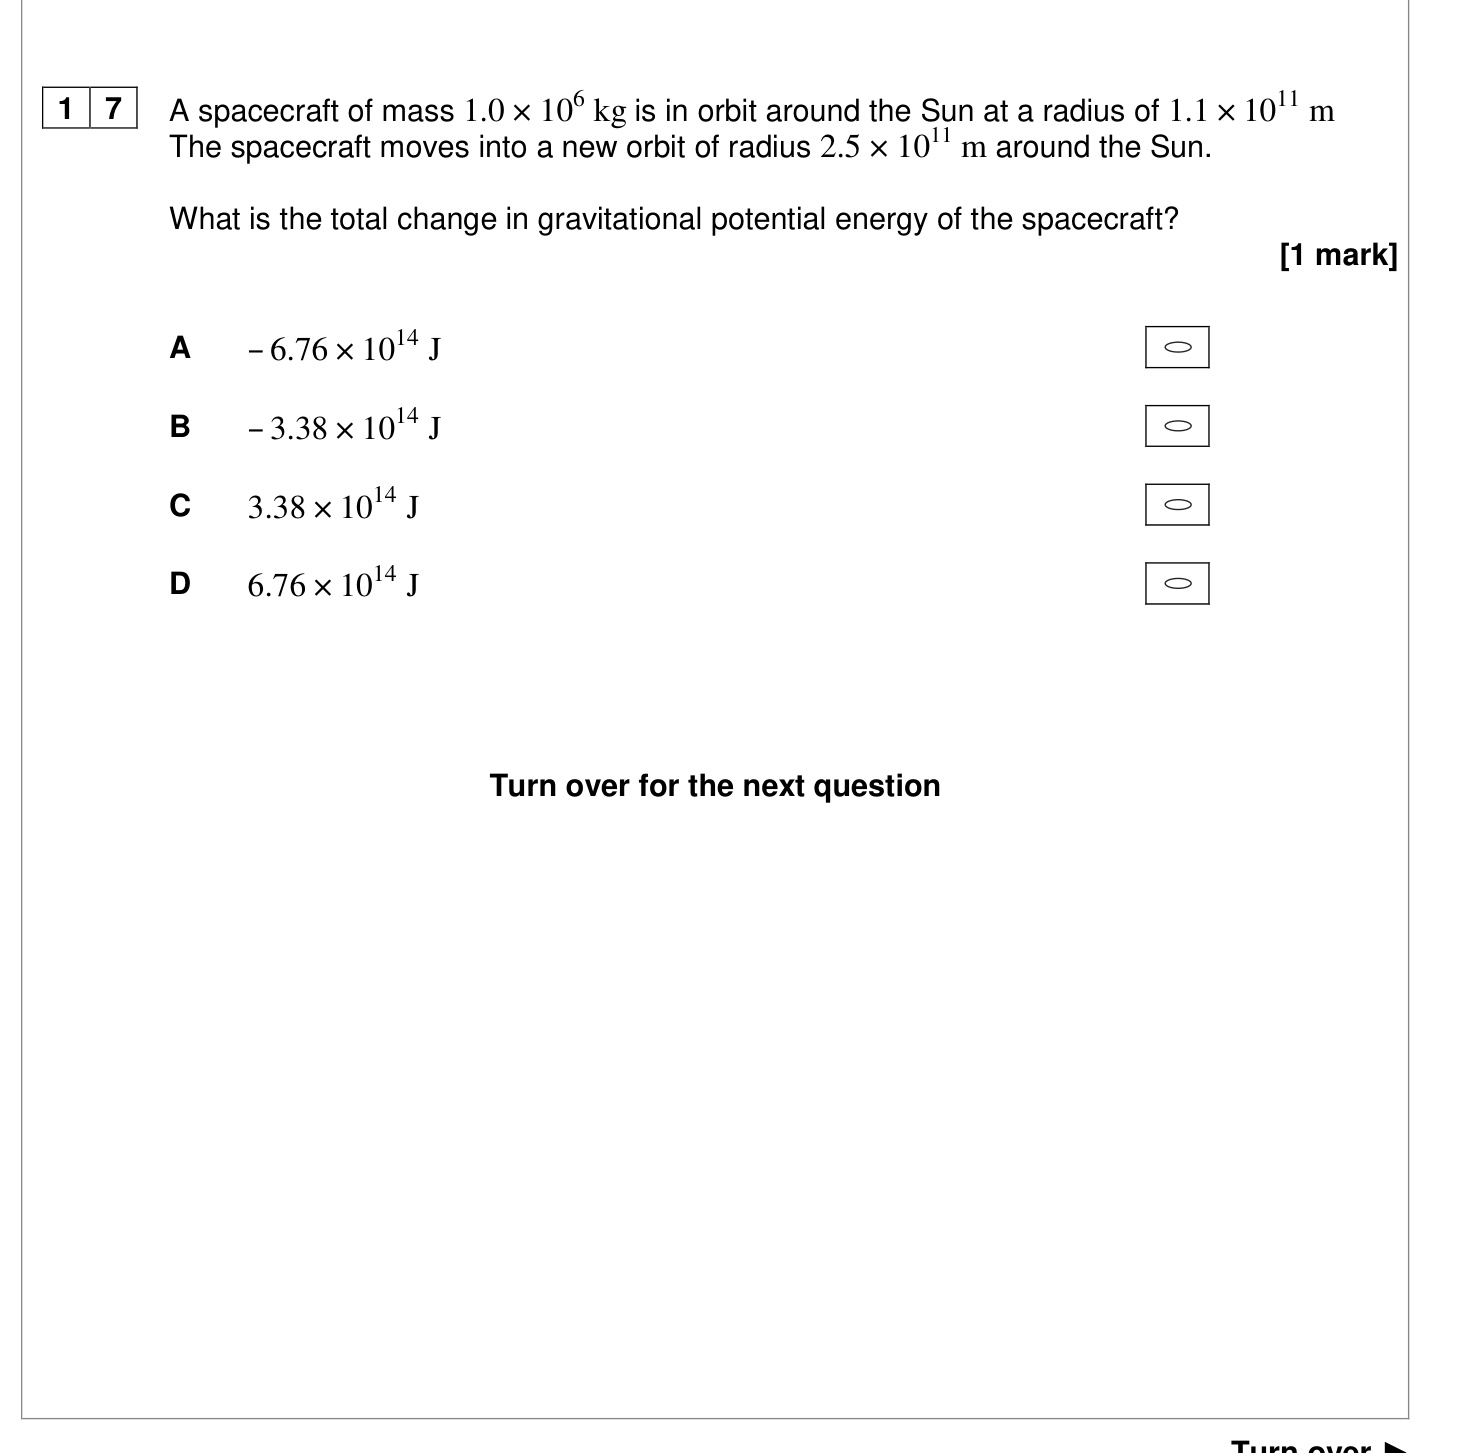 1 7 A spacecraft of mass 1.0 × 10⁶ kg is in orbit around the Sun at a radius of 1.1 × 10¹¹ m
The spacecraft moves into a new orbit of radius 2.5 × 10¹¹ m around the Sun.
What is the total change in gravitational potential energy of the spacecraft?
[1 mark]
A – 6.76 × 10¹⁴ J
B – 3.38 × 10¹⁴ J
C 3.38 × 10¹⁴ J
D 6.76 × 10¹⁴ J
Turn over for the next question
Turn over ►